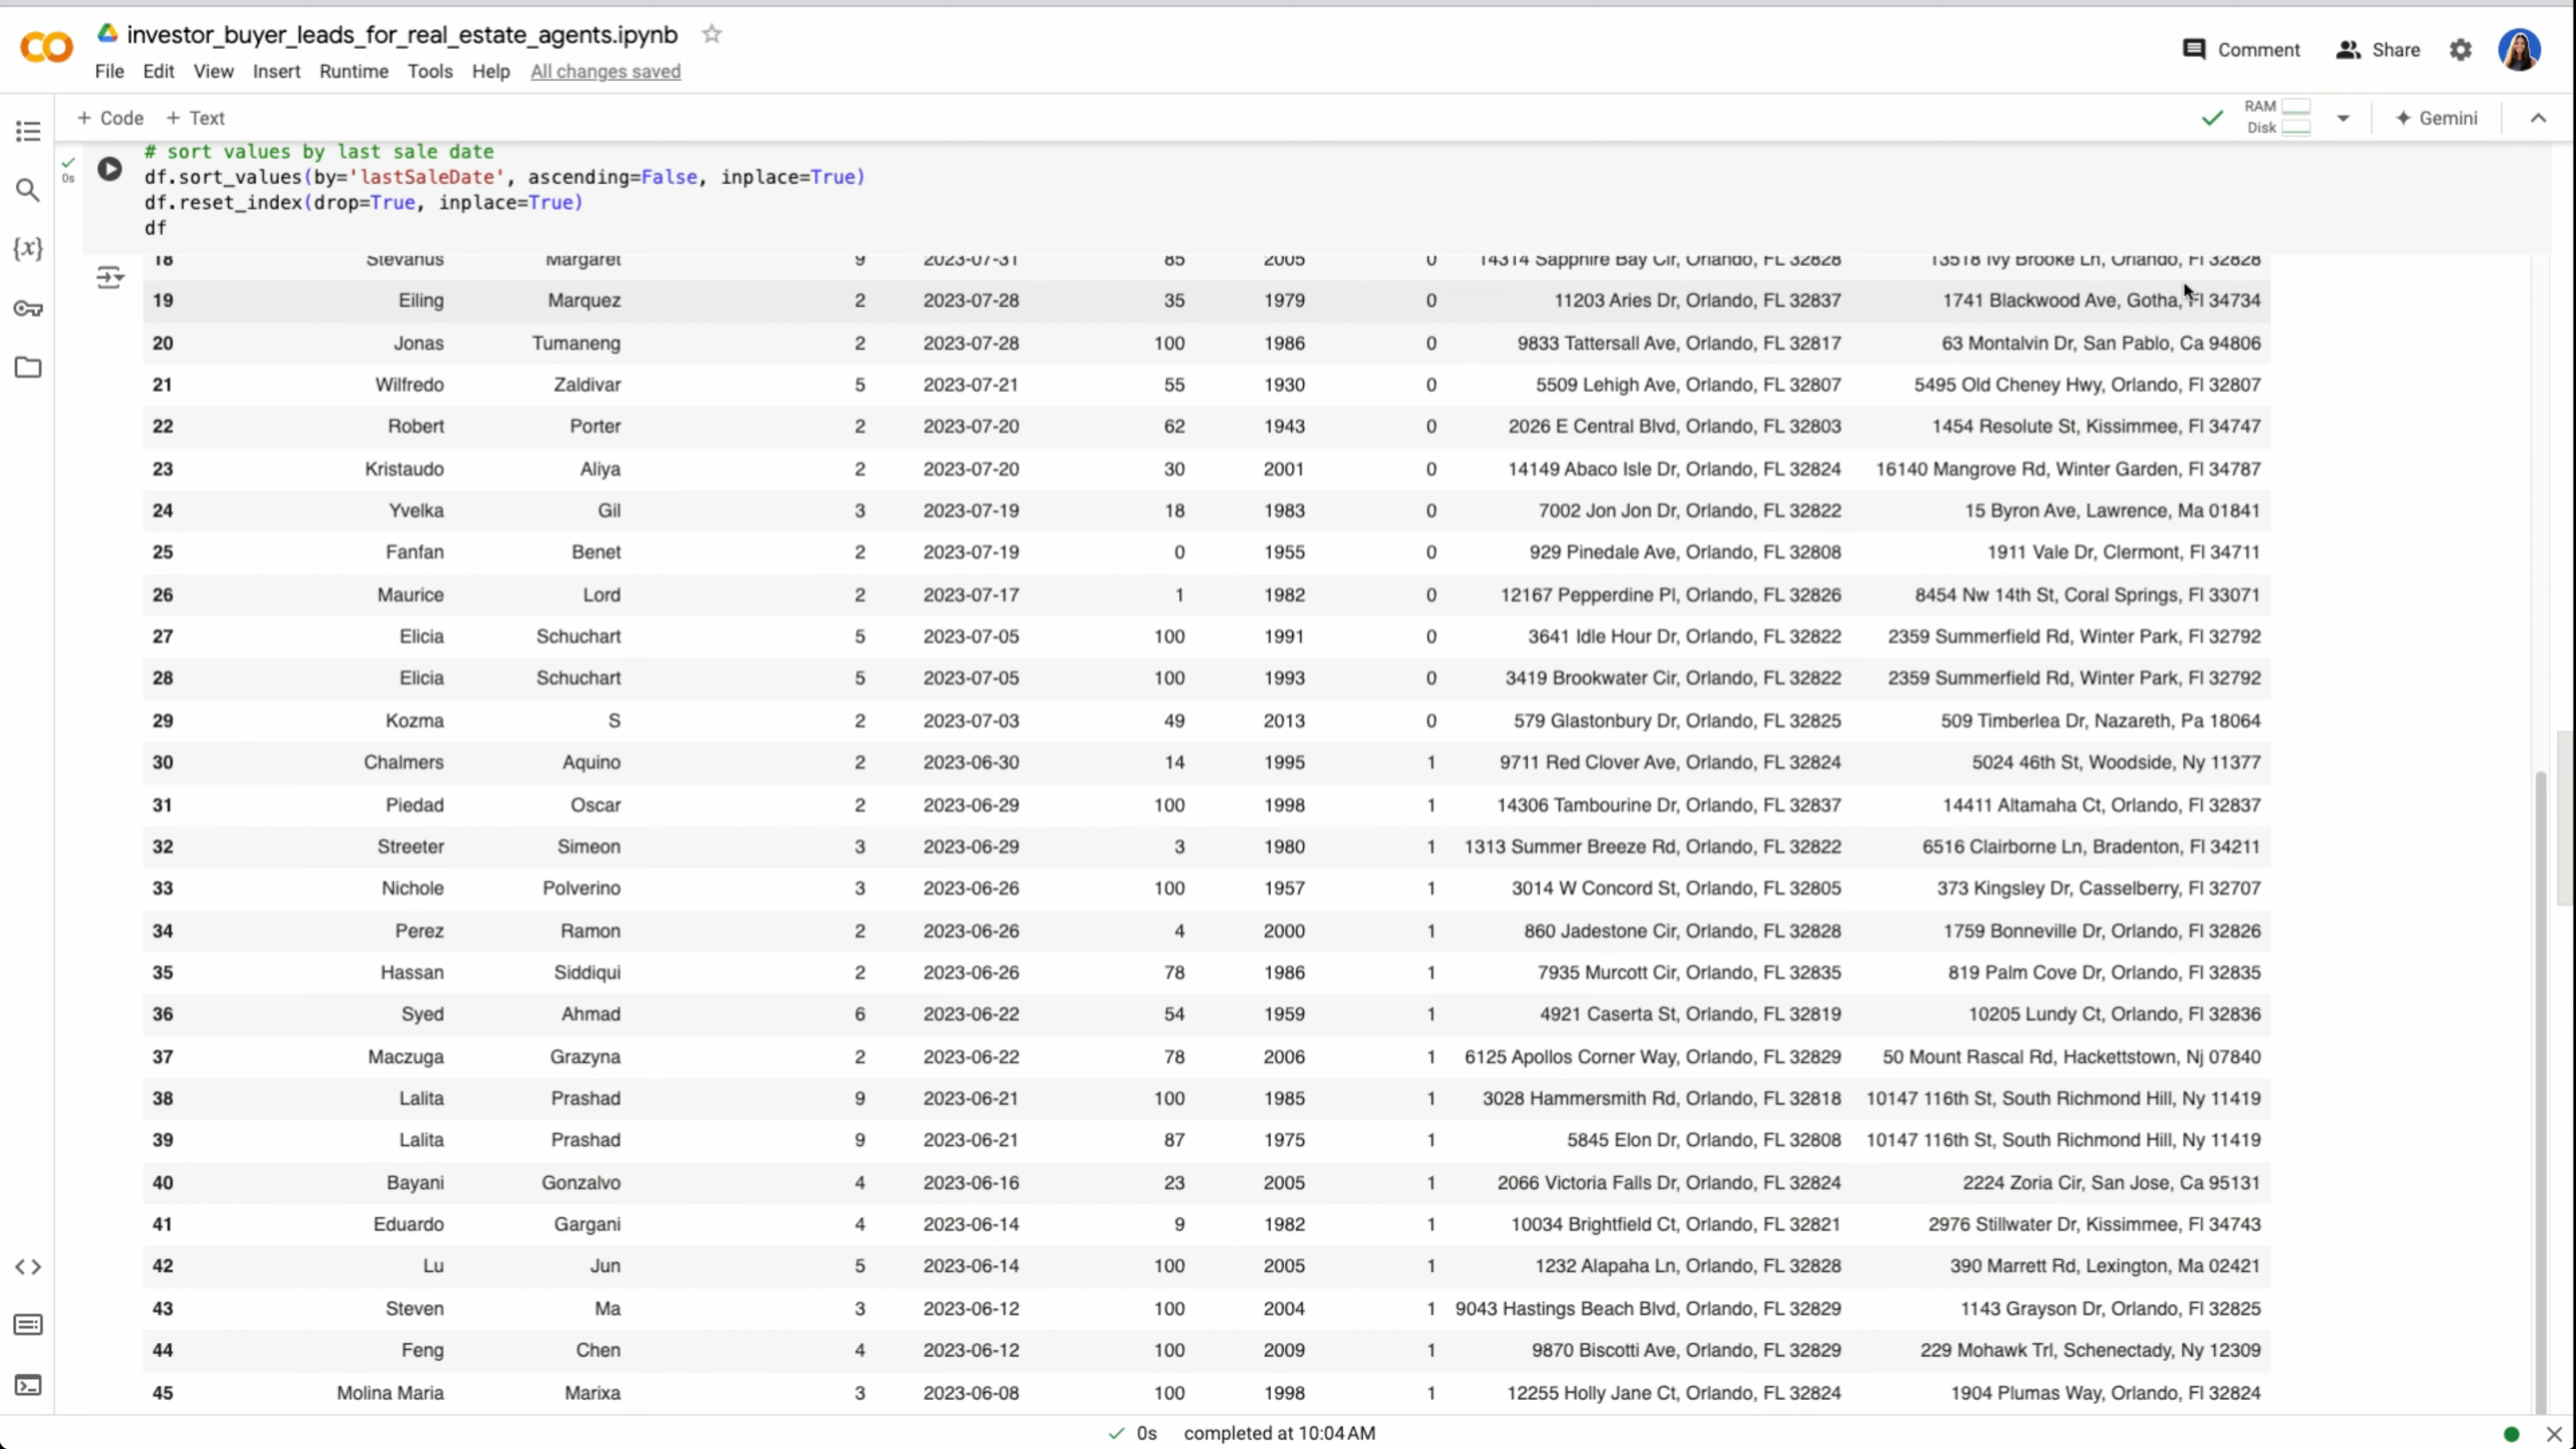 CO investor_buyer_leads_for_real_estate_agents.ipynb
File Edit View Insert Runtime Tools Help All changes saved
Comment Share
+ Code + Text
RAM
Disk
Gemini
0s
# sort values by last sale date
df.sort_values(by='lastSaleDate', ascending=False, inplace=True)
df.reset_index(drop=True, inplace=True)
df
{x}
18 Stevanus Margaret 9 2023-07-31 85 2005 0 14314 Sapphire Bay Cir, Orlando, FL 32828 13518 Ivy Brooke Ln, Orlando, Fl 32828
19 Eiling Marquez 2 2023-07-28 35 1979 0 11203 Aries Dr, Orlando, FL 32837 1741 Blackwood Ave, Gotha, Fl 34734
20 Jonas Tumaneng 2 2023-07-28 100 1986 0 9833 Tattersall Ave, Orlando, FL 32817 63 Montalvin Dr, San Pablo, Ca 94806
21 Wilfredo Zaldivar 5 2023-07-21 55 1930 0 5509 Lehigh Ave, Orlando, FL 32807 5495 Old Cheney Hwy, Orlando, Fl 32807
22 Robert Porter 2 2023-07-20 62 1943 0 2026 E Central Blvd, Orlando, FL 32803 1454 Resolute St, Kissimmee, Fl 34747
23 Kristaudo Aliya 2 2023-07-20 30 2001 0 14149 Abaco Isle Dr, Orlando, FL 32824 16140 Mangrove Rd, Winter Garden, Fl 34787
24 Yvelka Gil 3 2023-07-19 18 1983 0 7002 Jon Jon Dr, Orlando, FL 32822 15 Byron Ave, Lawrence, Ma 01841
25 Fanfan Benet 2 2023-07-19 0 1955 0 929 Pinedale Ave, Orlando, FL 32808 1911 Vale Dr, Clermont, Fl 34711
26 Maurice Lord 2 2023-07-17 1 1982 0 12167 Pepperdine Pl, Orlando, FL 32826 8454 Nw 14th St, Coral Springs, Fl 33071
27 Elicia Schuchart 5 2023-07-05 100 1991 0 3641 Idle Hour Dr, Orlando, FL 32822 2359 Summerfield Rd, Winter Park, Fl 32792
28 Elicia Schuchart 5 2023-07-05 100 1993 0 3419 Brookwater Cir, Orlando, FL 32822 2359 Summerfield Rd, Winter Park, Fl 32792
29 Kozma S 2 2023-07-03 49 2013 0 579 Glastonbury Dr, Orlando, FL 32825 509 Timberlea Dr, Nazareth, Pa 18064
30 Chalmers Aquino 2 2023-06-30 14 1995 1 9711 Red Clover Ave, Orlando, FL 32824 5024 46th St, Woodside, Ny 11377
31 Piedad Oscar 2 2023-06-29 100 1998 1 14306 Tambourine Dr, Orlando, FL 32837 14411 Altamaha Ct, Orlando, Fl 32837
32 Streeter Simeon 3 2023-06-29 3 1980 1 1313 Summer Breeze Rd, Orlando, FL 32822 6516 Clairborne Ln, Bradenton, Fl 34211
33 Nichole Polverino 3 2023-06-26 100 1957 1 3014 W Concord St, Orlando, FL 32805 373 Kingsley Dr, Casselberry, Fl 32707
34 Perez Ramon 2 2023-06-26 4 2000 1 860 Jadestone Cir, Orlando, FL 32828 1759 Bonneville Dr, Orlando, Fl 32826
35 Hassan Siddiqui 2 2023-06-26 78 1986 1 7935 Murcott Cir, Orlando, FL 32835 819 Palm Cove Dr, Orlando, Fl 32835
36 Syed Ahmad 6 2023-06-22 54 1959 1 4921 Caserta St, Orlando, FL 32819 10205 Lundy Ct, Orlando, Fl 32836
37 Maczuga Grazyna 2 2023-06-22 78 2006 1 6125 Apollos Corner Way, Orlando, FL 32829 50 Mount Rascal Rd, Hackettstown, Nj 07840
38 Lalita Prashad 9 2023-06-21 100 1985 1 3028 Hammersmith Rd, Orlando, FL 32818 10147 116th St, South Richmond Hill, Ny 11419
39 Lalita Prashad 9 2023-06-21 87 1975 1 5845 Elon Dr, Orlando, FL 32808 10147 116th St, South Richmond Hill, Ny 11419
40 Bayani Gonzalvo 4 2023-06-16 23 2005 1 2066 Victoria Falls Dr, Orlando, FL 32824 2224 Zoria Cir, San Jose, Ca 95131
41 Eduardo Gargani 4 2023-06-14 9 1982 1 10034 Brightfield Ct, Orlando, FL 32821 2976 Stillwater Dr, Kissimmee, Fl 34743
42 Lu Jun 5 2023-06-14 100 2005 1 1232 Alapaha Ln, Orlando, FL 32828 390 Marrett Rd, Lexington, Ma 02421
43 Steven Ma 3 2023-06-12 100 2004 1 9043 Hastings Beach Blvd, Orlando, FL 32829 1143 Grayson Dr, Orlando, Fl 32825
44 Feng Chen 4 2023-06-12 100 2009 1 9870 Biscotti Ave, Orlando, FL 32829 229 Mohawk Trl, Schenectady, Ny 12309
45 Molina Maria Marixa 3 2023-06-08 100 1998 1 12255 Holly Jane Ct, Orlando, FL 32824 1904 Plumas Way, Orlando, Fl 32824
0s completed at 10:04 AM